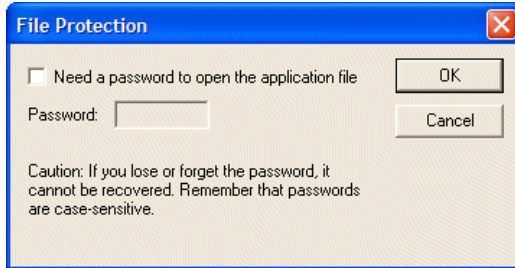 File Protection
Need a password to open the application file
OK
Password:
Cancel
Caution: If you lose or forget the password, it
cannot be recovered. Remember that passwords
are case-sensitive.